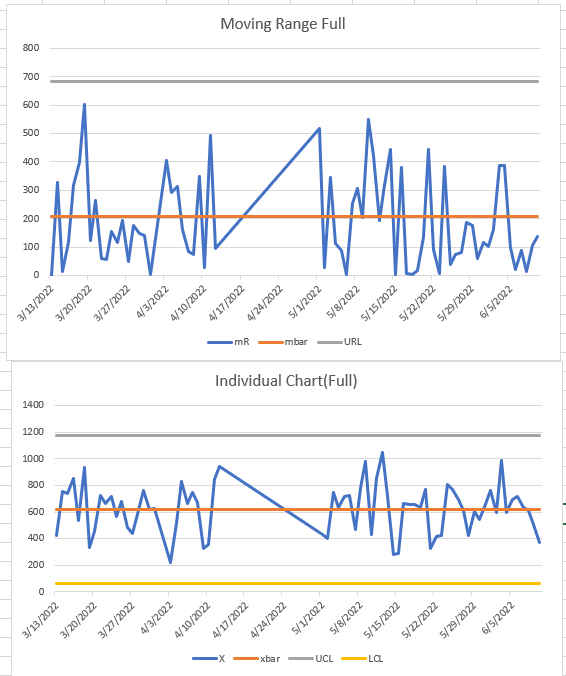 Moving Range Full
800
700
600
500
400
300
200
100
0
3/13/2022 3/20/2022 3/27/2022 4/3/2022 4/10/2022 4/17/2022 4/24/2022 5/1/2022 5/8/2022 5/15/2022 5/22/2022 5/29/2022 6/5/2022
mR mbar URL
Individual Chart(Full)
1400
1200
1000
800
600
400
200
0
3/13/2022 3/20/2022 3/27/2022 4/3/2022 4/10/2022 4/17/2022 4/24/2022 5/1/2022 5/8/2022 5/15/2022 5/22/2022 5/29/2022 6/5/2022
X xbar UCL LCL